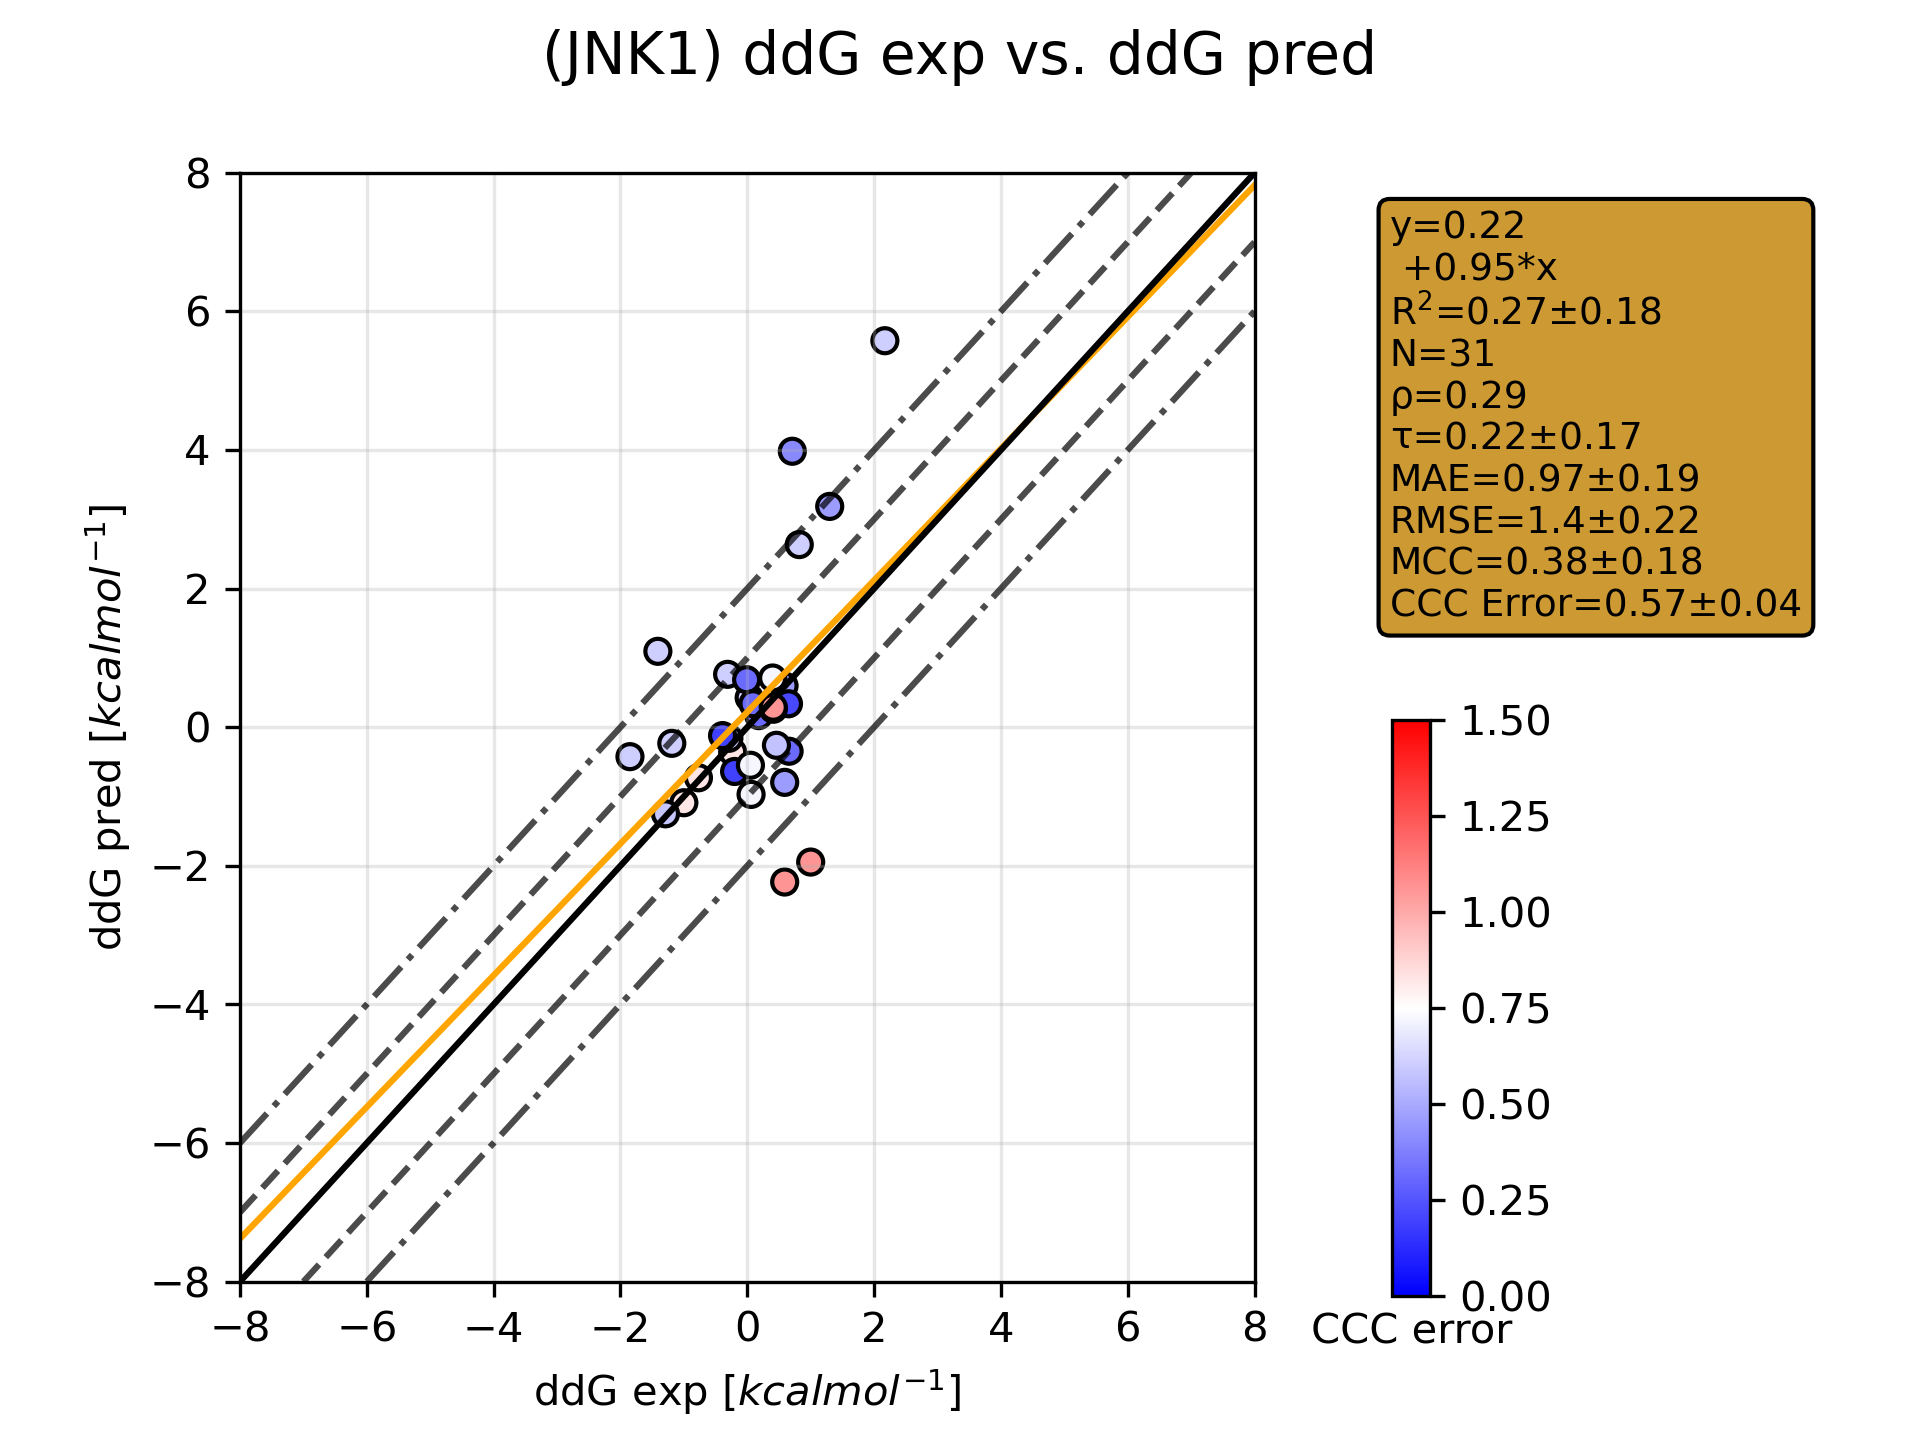 (JNK1) ddG exp vs. ddG pred
8
6
4
2
0
−2
−4
−6
−8
ddG pred [kcalmol⁻¹]
−8 −6 −4 −2 0 2 4 6 8
ddG exp [kcalmol⁻¹]
y=0.22
+0.95*x
R²=0.27±0.18
N=31
ρ=0.29
τ=0.22±0.17
MAE=0.97±0.19
RMSE=1.4±0.22
MCC=0.38±0.18
CCC Error=0.57±0.04
1.50
1.25
1.00
0.75
0.50
0.25
0.00
CCC error